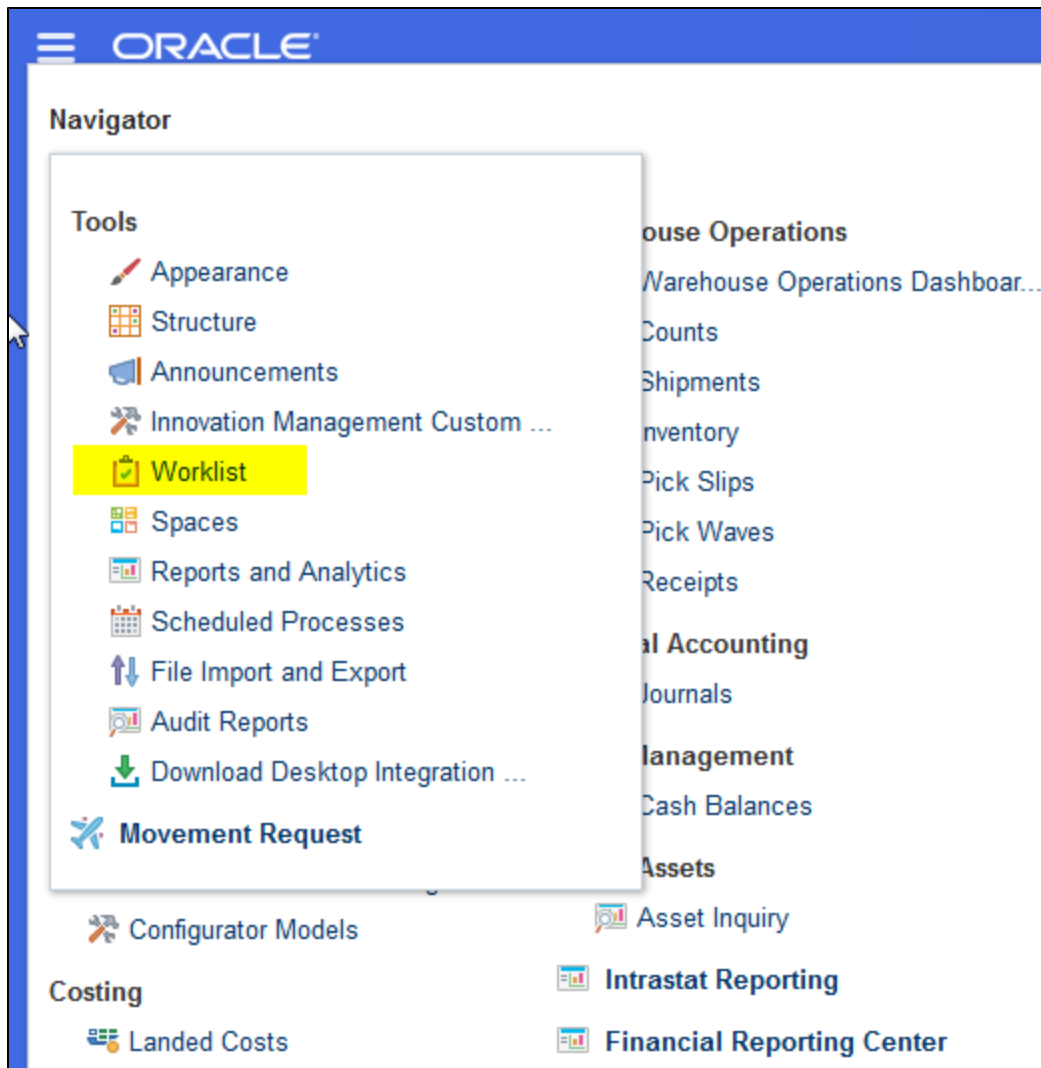 ORACLE
Navigator
Tools
Appearance
Structure
Announcements
Innovation Management Custom ...
Worklist
Spaces
Reports and Analytics
Scheduled Processes
File Import and Export
Audit Reports
Download Desktop Integration ...
Movement Request
Configurator Models
Costing
Landed Costs
ouse Operations
Warehouse Operations Dashboar...
Counts
Shipments
nventory
Pick Slips
Pick Waves
Receipts
al Accounting
Journals
Management
Cash Balances
Assets
Asset Inquiry
Intrastat Reporting
Financial Reporting Center